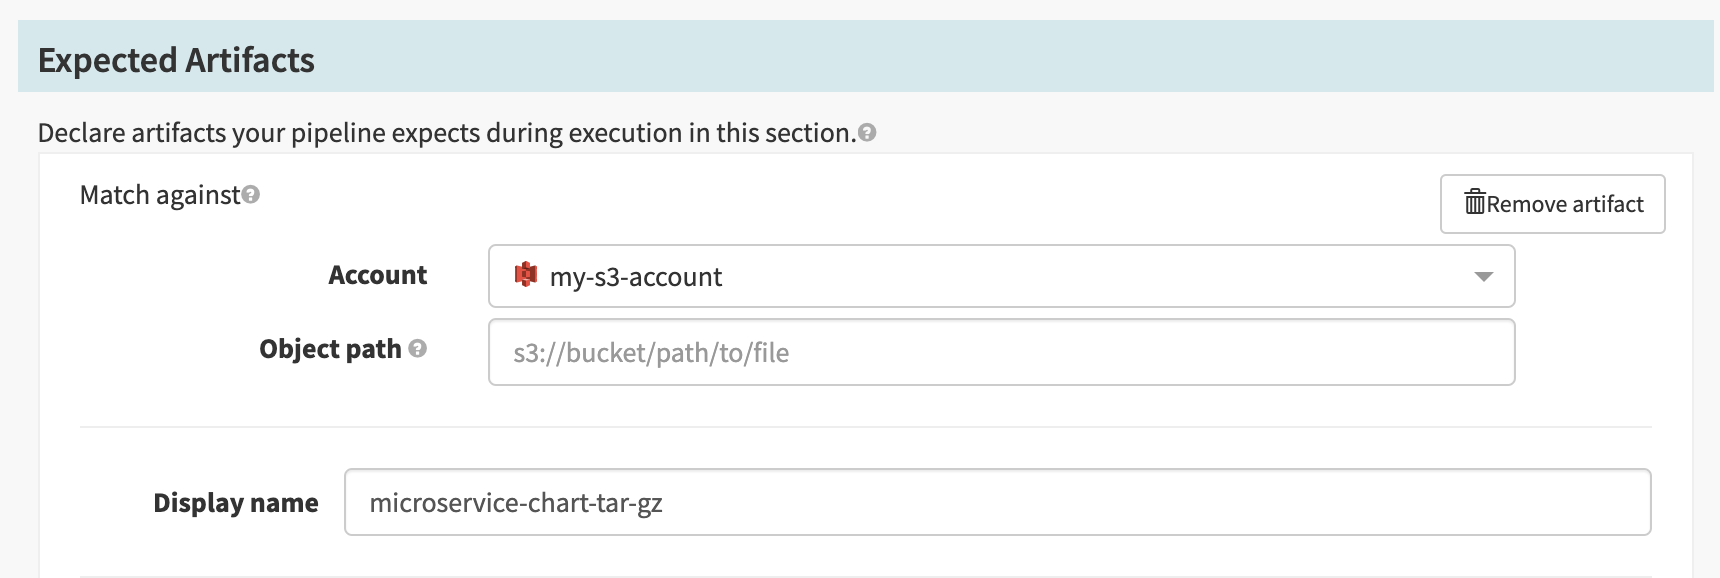 Expected Artifacts
Declare artifacts your pipeline expects during execution in this section.
Match against
Remove artifact
Account my-s3-account
Object path s3://bucket/path/to/file
Display name microservice-chart-tar-gz